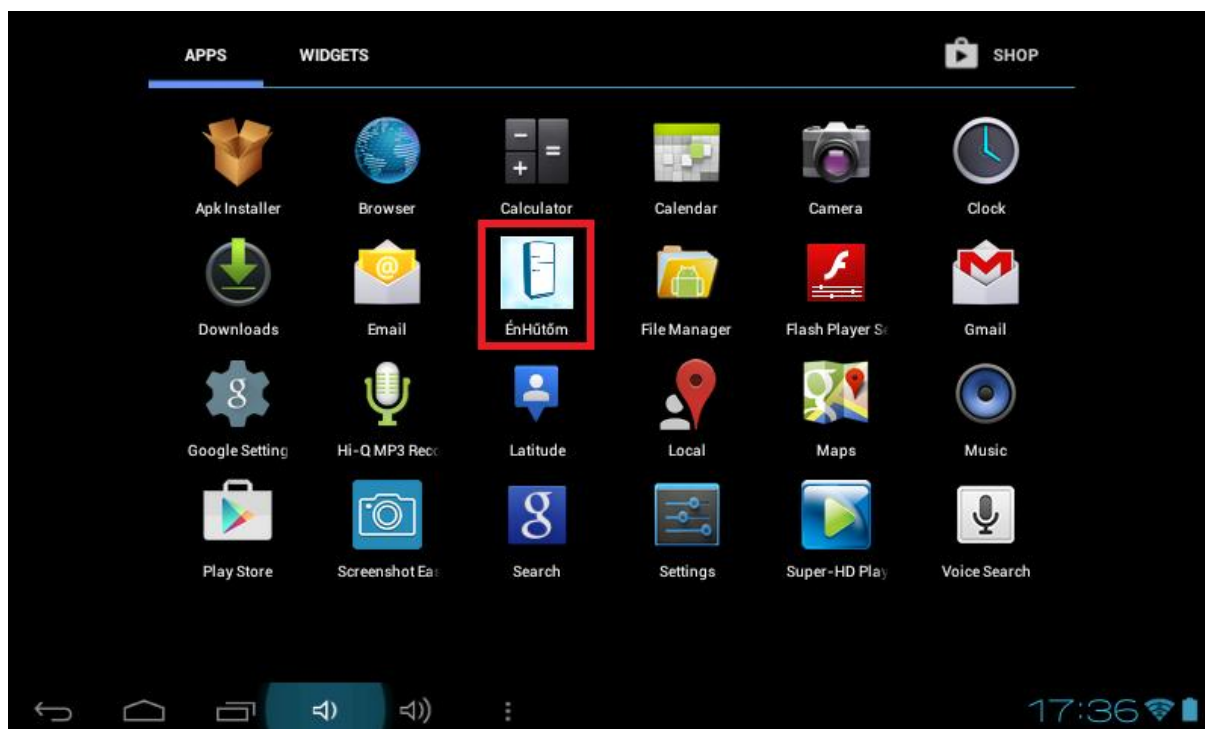 APPS WIDGETS SHOP
Apk Installer Browser Calculator Calendar Camera Clock
Downloads Email ÉnHűtőm File Manager Flash Player Se Gmail
Google Setting Hi-Q MP3 Reco Latitude Local Maps Music
Play Store Screenshot Eas Search Settings Super-HD Play Voice Search
17:36